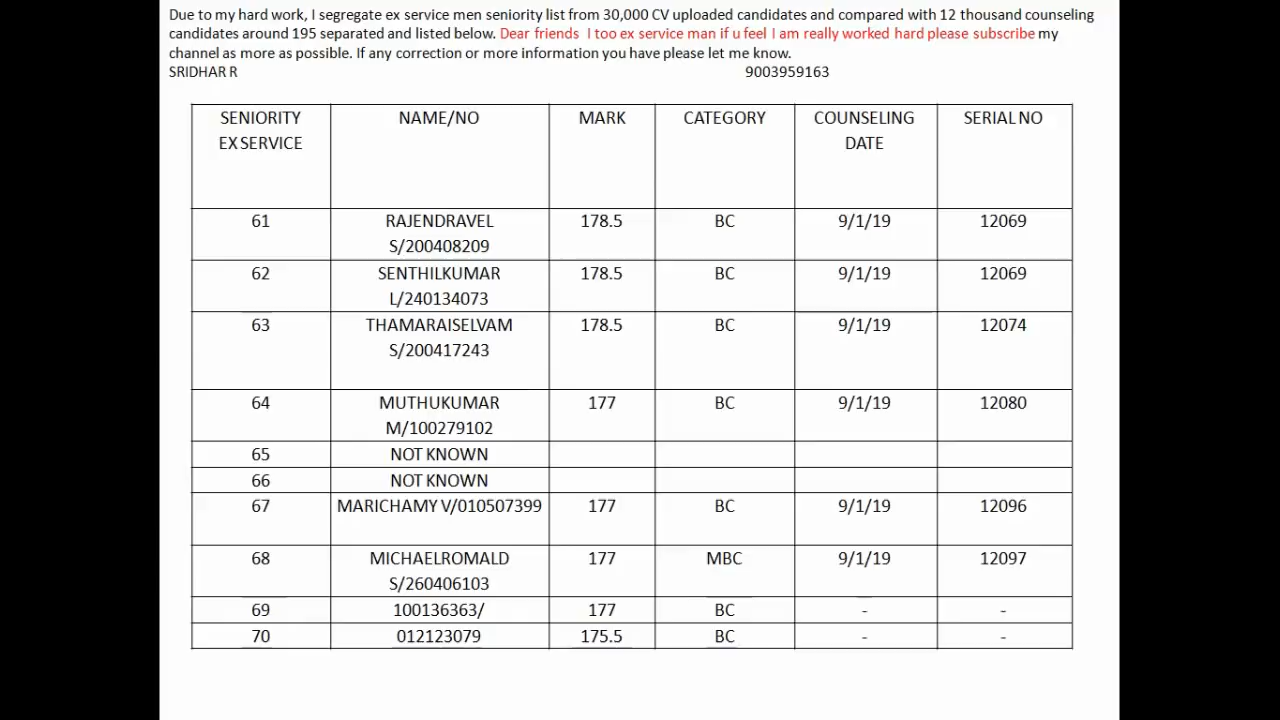 Due to my hard work, I segregate ex service men seniority list from 30,000 CV uploaded candidates and compared with 12 thousand counseling
candidates around 195 separated and listed below. Dear friends I too ex service man if u feel I am really worked hard please subscribe my
channel as more as possible. If any correction or more information you have please let me know.
SRIDHAR R 9003959163
SENIORITY EX SERVICE NAME/NO MARK CATEGORY COUNSELING DATE SERIAL NO
61 RAJENDRAVEL S/200408209 178.5 BC 9/1/19 12069
62 SENTHILKUMAR L/240134073 178.5 BC 9/1/19 12069
63 THAMARAISELVAM S/200417243 178.5 BC 9/1/19 12074
64 MUTHUKUMAR M/100279102 177 BC 9/1/19 12080
65 NOT KNOWN
66 NOT KNOWN
67 MARICHAMY V/010507399 177 BC 9/1/19 12096
68 MICHAELROMALD S/260406103 177 MBC 9/1/19 12097
69 100136363/ 177 BC - -
70 012123079 175.5 BC - -